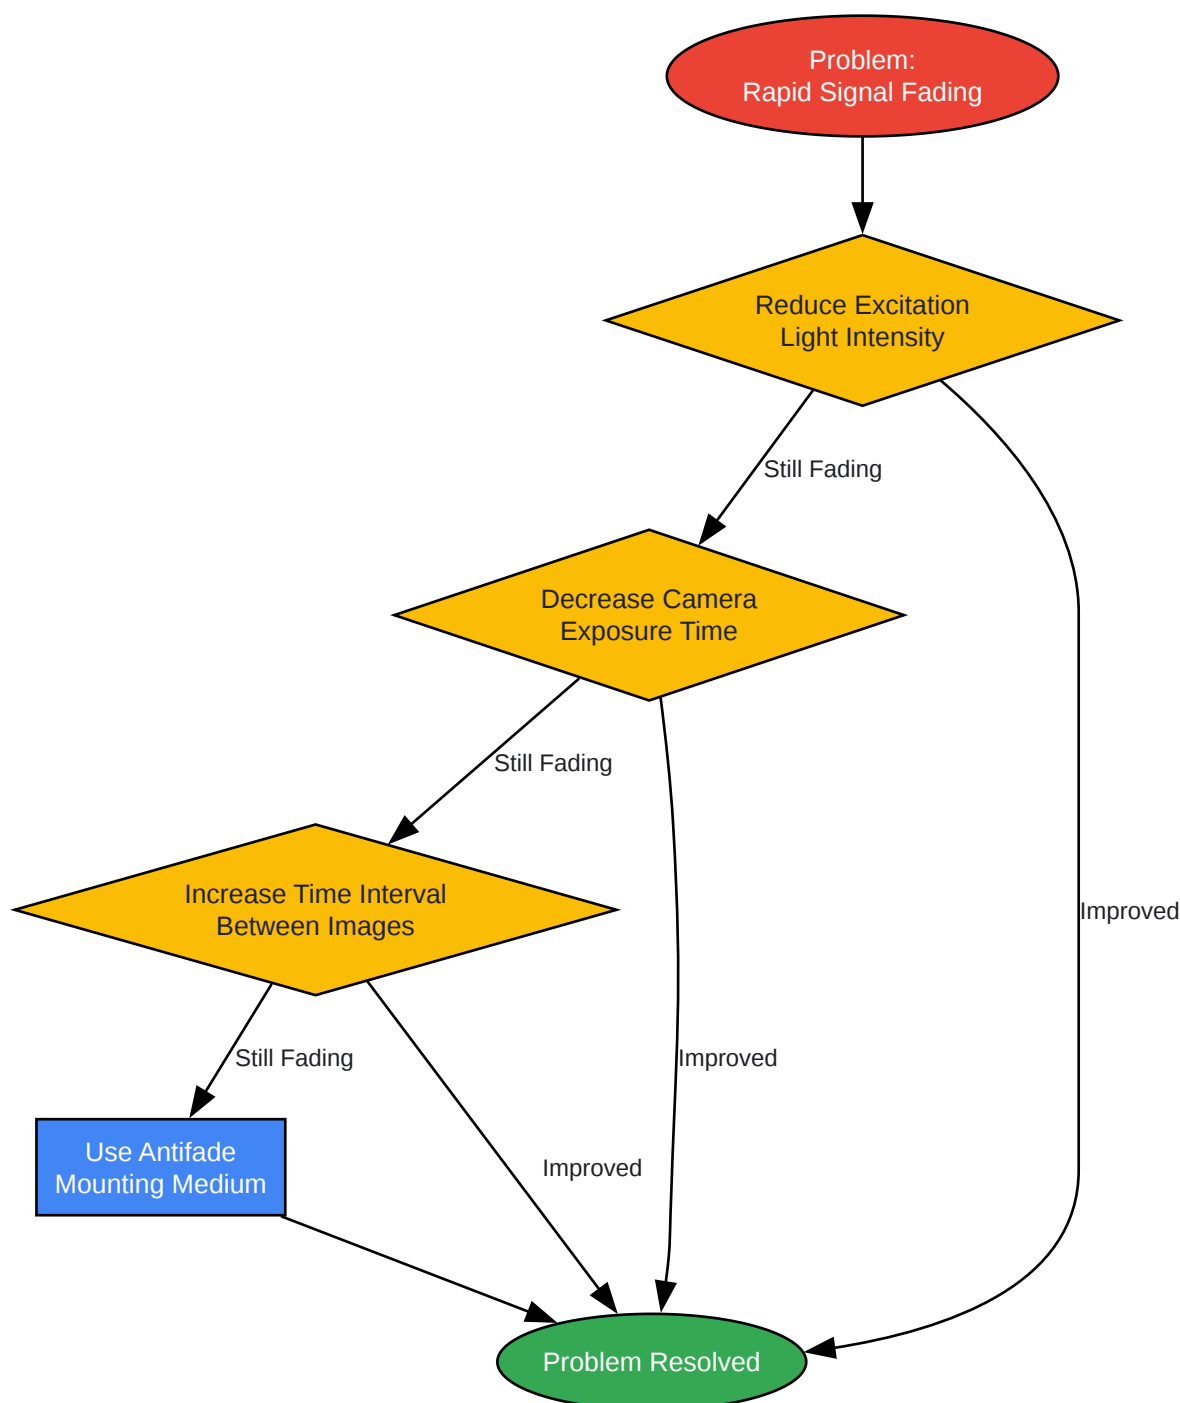 Problem:
Rapid Signal Fading
Reduce Excitation
Light Intensity
Still Fading
Decrease Camera
Exposure Time
Still Fading
Increase Time Interval
Between Images
Improved
Still Fading
Improved
Use Antifade
Mounting Medium
Improved
Problem Resolved